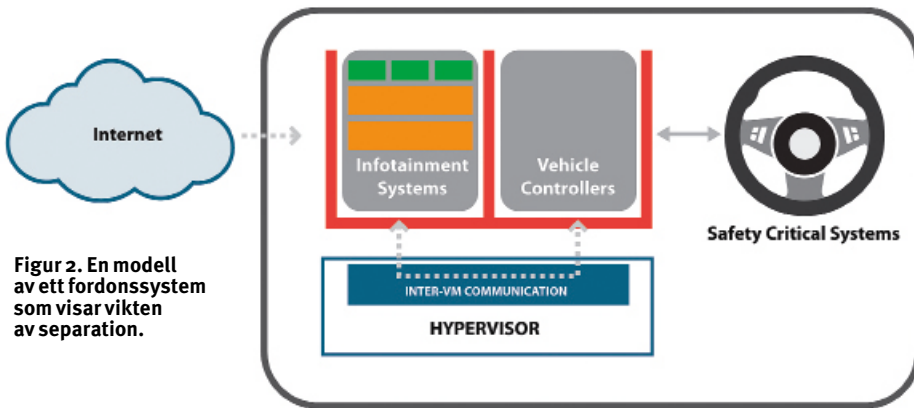 Internet
Infotainment
Systems
Vehicle
Controllers
Safety Critical Systems
Figur 2. En modell
av ett fordonssystem
som visar vikten
av separation.
INTER-VM COMMUNICATION
HYPERVISOR